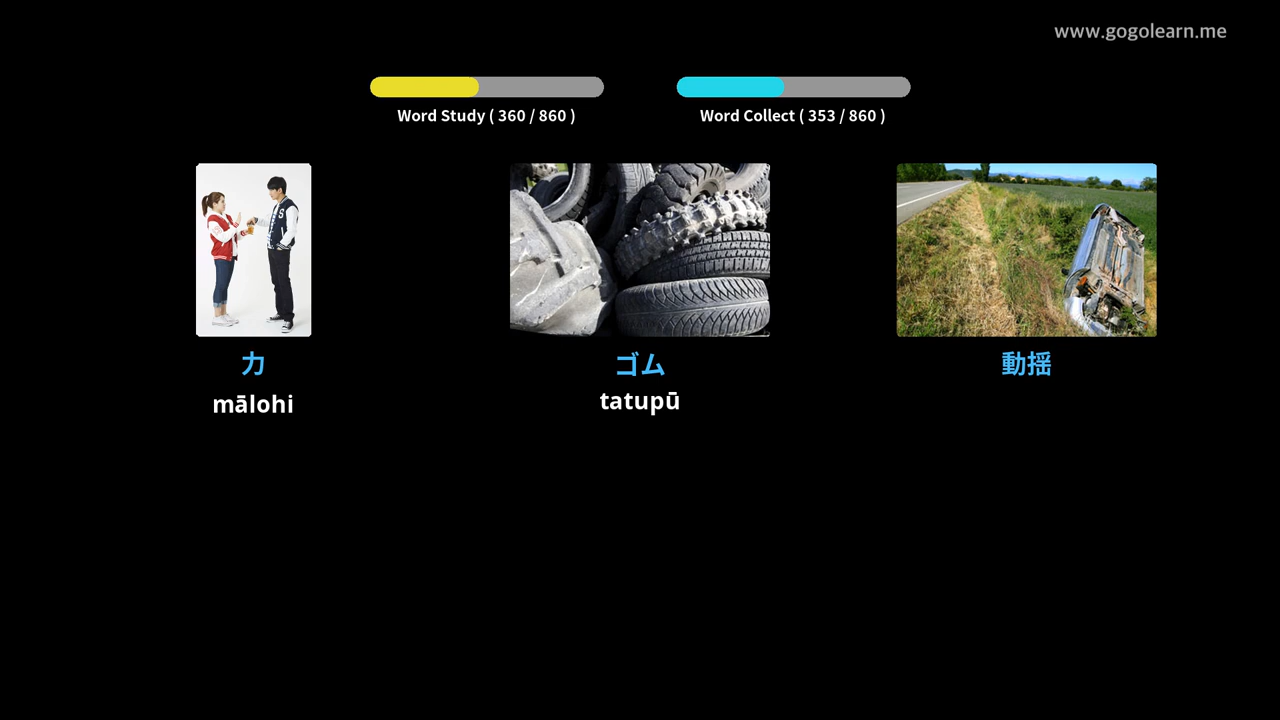 www.gogolearn.me
Word Study ( 360 / 860 )
Word Collect ( 353 / 860 )
力
ゴム
動揺
mālohi
tatupū